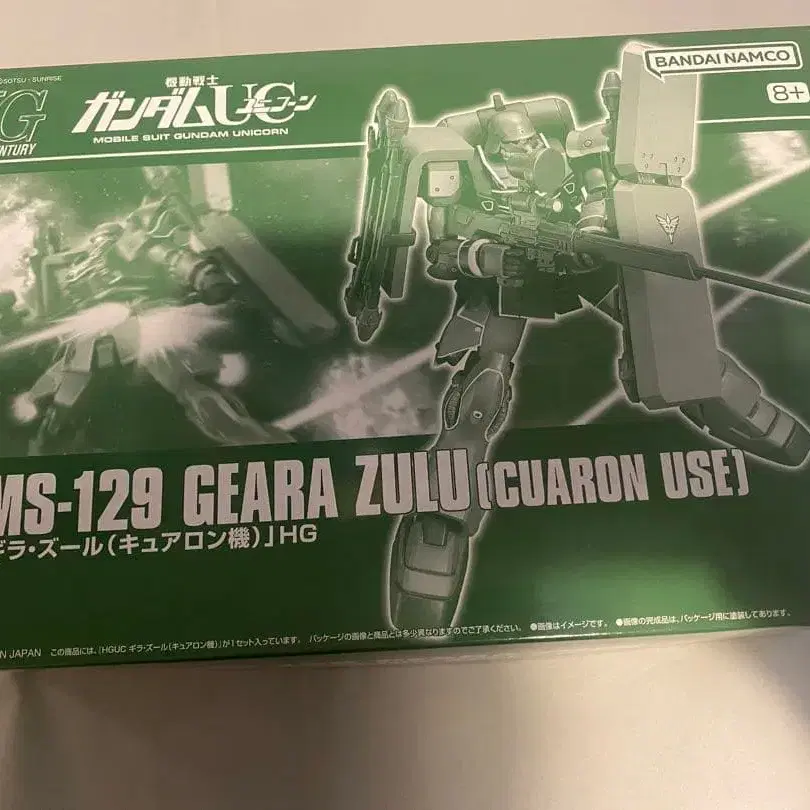 ©SOTSU・SUNRISE
BANDAI NAMCO
機動戦士
ガンダムUC
ユニコーン
MOBILE SUIT GUNDAM UNICORN
8+
G
ENTURY
MS-129 GEARA ZULU [CUARON USE]
ギラ・ズール(キュアロン機)」HG
N JAPAN この商品には、「HGUC ギラ・ズール(キュアロン機)」が1セット入っています。 パッケージの画像と商品とは多少異なりますのでご了承ください。 ●画像はイメージです。 ●画像の完成品は、パッケージ用に塗装してあります。